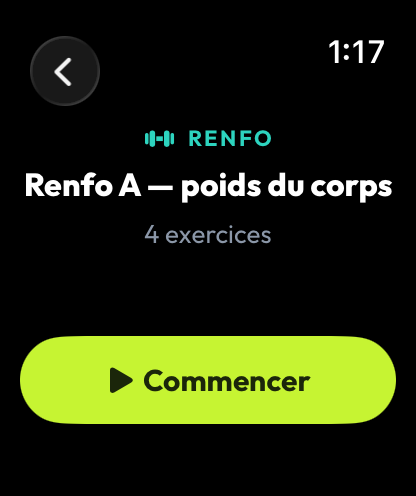 1:17
RENFO
Renfo A — poids du corps
4 exercices
Commencer